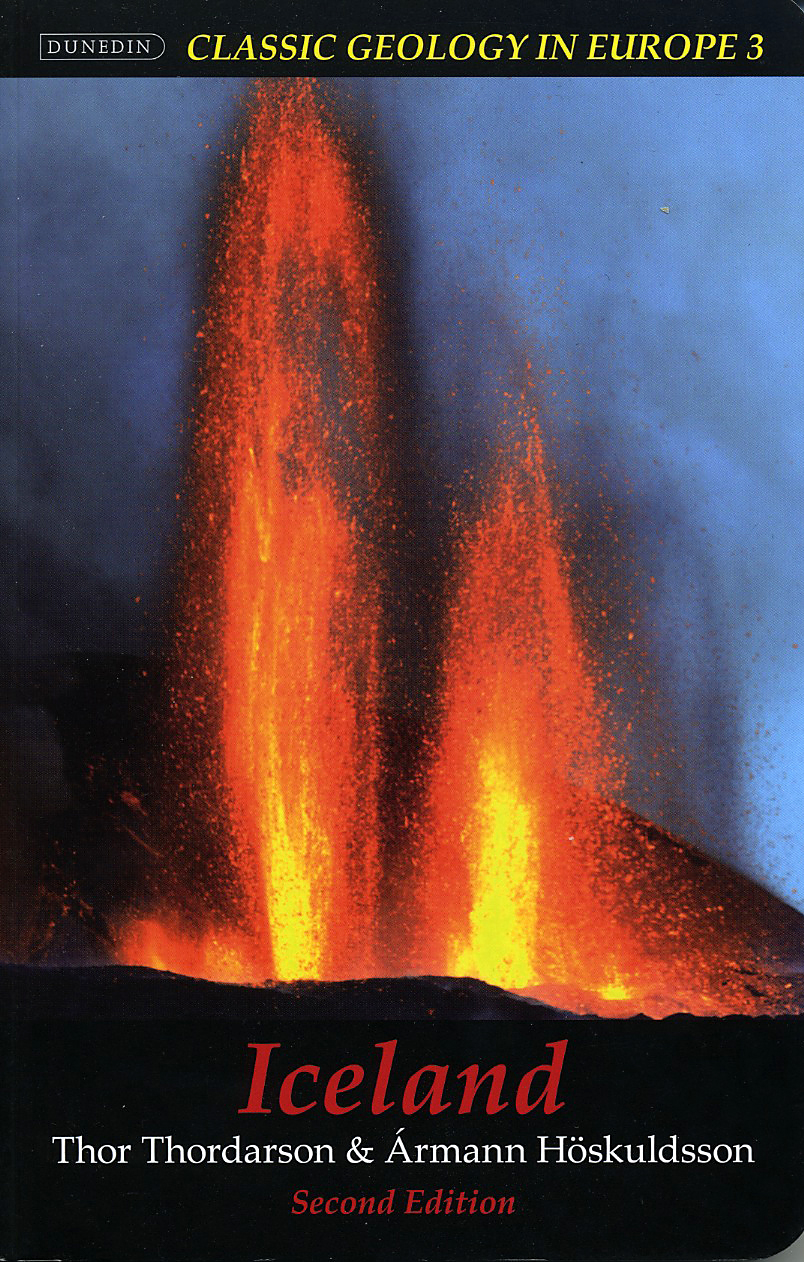 DUNEDIN CLASSIC GEOLOGY IN EUROPE 3
Iceland
Thor Thordarson & Ármann Höskuldsson
Second Edition